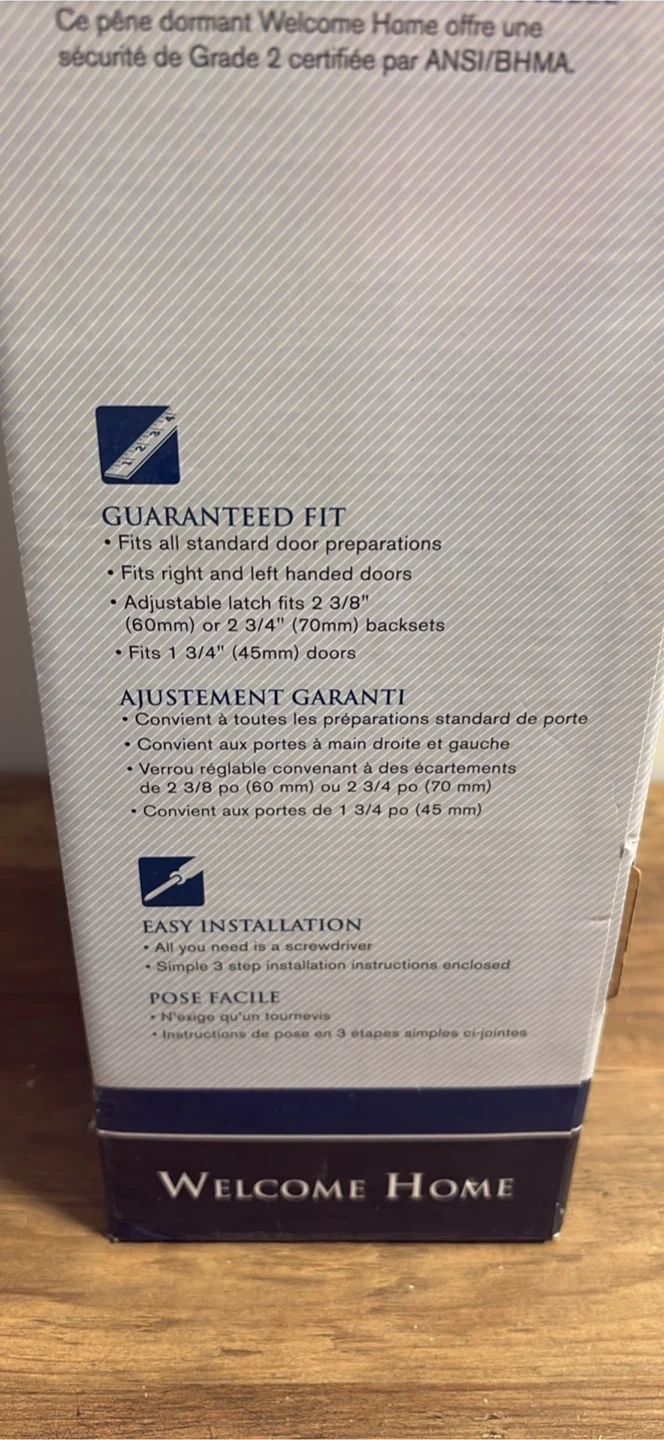 Ce pêne dormant Welcome Home offre une
sécurité de Grade 2 certifiée par ANSI/BHMA.
1 2 3 4
GUARANTEED FIT
• Fits all standard door preparations
• Fits right and left handed doors
• Adjustable latch fits 2 3/8"
(60mm) or 2 3/4" (70mm) backsets
• Fits 1 3/4" (45mm) doors
AJUSTEMENT GARANTI
• Convient à toutes les préparations standard de porte
• Convient aux portes à main droite et gauche
• Verrou réglable convenant à des écartements
de 2 3/8 po (60 mm) ou 2 3/4 po (70 mm)
• Convient aux portes de 1 3/4 po (45 mm)
EASY INSTALLATION
• All you need is a screwdriver
• Simple 3 step installation instructions enclosed
POSE FACILE
• N'exige qu'un tournevis
• Instructions de pose en 3 étapes simples ci-jointes
WELCOME HOME